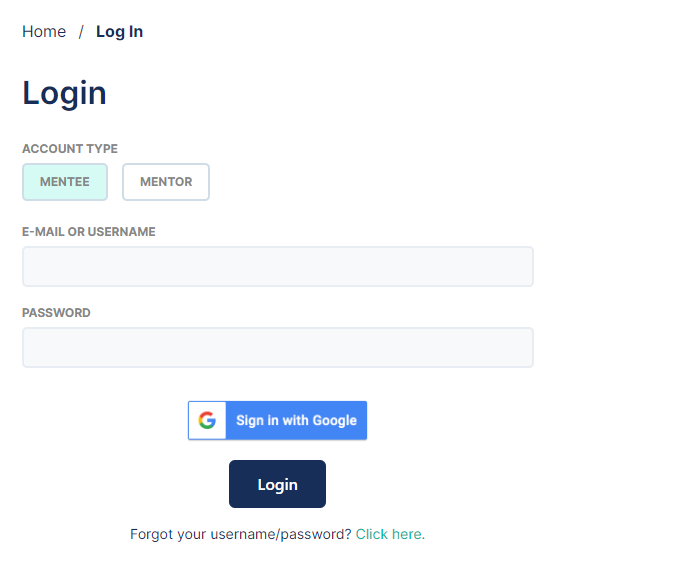 Home / Log In
Login
ACCOUNT TYPE
MENTEE MENTOR
E-MAIL OR USERNAME
PASSWORD
Sign in with Google
Login
Forgot your username/password? Click here.